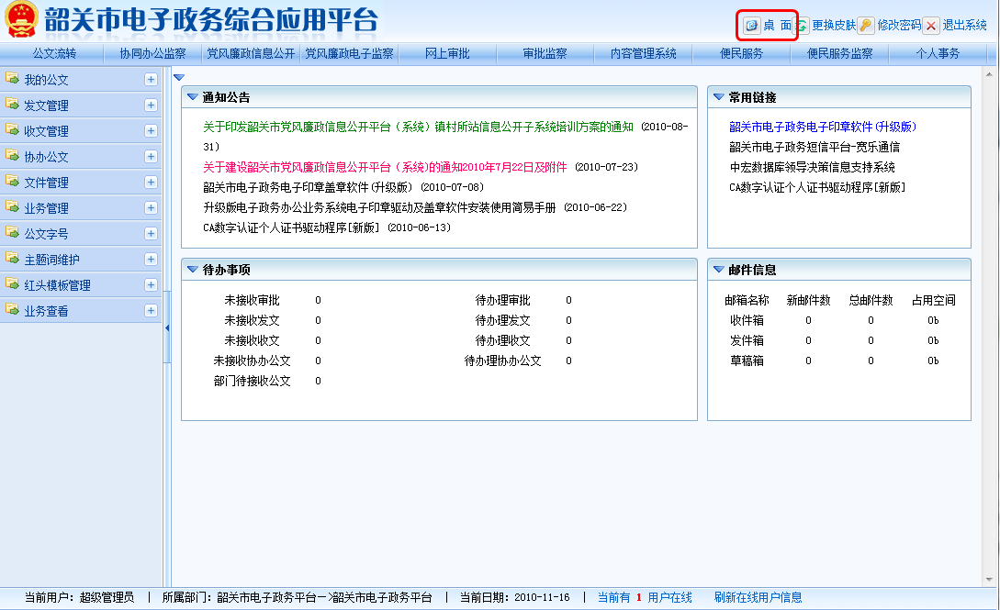 韶关市电子政务综合应用平台
桌 面 更换皮肤 修改密码 退出系统
公文流转 协同办公监察 党风廉政信息公开 党风廉政电子监察 网上审批 审批监察 内容管理系统 便民服务 便民服务监察 个人事务
我的公文
发文管理
收文管理
协办公文
文件管理
业务管理
公文字号
主题词维护
红头模板管理
业务查看
通知公告
关于印发韶关市党风廉政信息公开平台（系统）镇村所站信息公开子系统培训方案的通知 (2010-08-
31)
关于建设韶关市党风廉政信息公开平台（系统)的通知2010年7月22日及附件 (2010-07-23)
韶关市电子政务电子印章盖章软件(升级版) (2010-07-08)
升级版电子政务办公业务系统电子印章驱动及盖章软件安装使用简易手册 (2010-06-22)
CA数字认证个人证书驱动程序[新版] (2010-06-13)
常用链接
韶关市电子政务电子印章软件(升级版)
韶关市电子政务短信平台-宽乐通信
中宏数据库领导决策信息支持系统
CA数字认证个人证书驱动程序[新版]
待办事项
未接收审批 0 待办理审批 0
未接收发文 0 待办理发文 0
未接收收文 0 待办理收文 0
未接收协办公文 0 待办理协办公文 0
部门待接收公文 0
邮件信息
邮箱名称 新邮件数 总邮件数 占用空间
收件箱 0 0 0b
发件箱 0 0 0b
草稿箱 0 0 0b
当前用户：超级管理员 | 所属部门：韶关市电子政务平台－>韶关市电子政务平台 | 当前日期：2010-11-16 | 当前有 1 用户在线 刷新在线用户信息